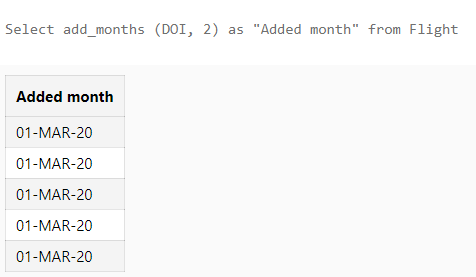 Select add_months (DOI, 2) as "Added month" from Flight
Added month
01-MAR-20
01-MAR-20
01-MAR-20
01-MAR-20
01-MAR-20